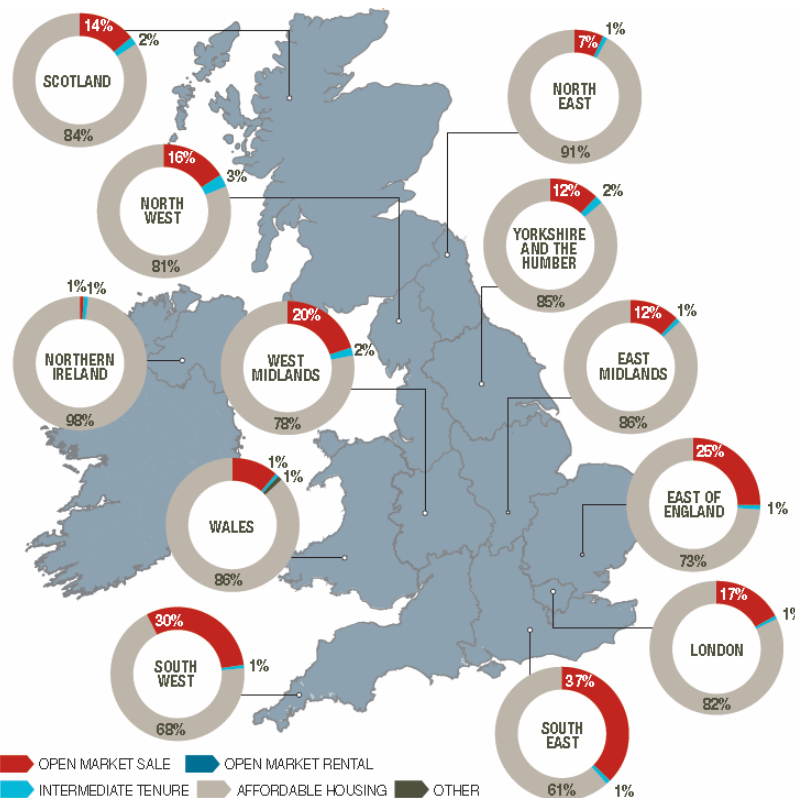 14%
2%
SCOTLAND
84%
1%
7%
NORTH
EAST
91%
16%
3%
NORTH
WEST
81%
12%
2%
YORKSHIRE
AND THE
HUMBER
85%
1%
1%
NORTHERN
IRELAND
98%
20%
2%
WEST
MIDLANDS
78%
12%
1%
EAST
MIDLANDS
86%
1%
1%
WALES
86%
25%
1%
EAST OF
ENGLAND
73%
17%
1%
LONDON
82%
30%
1%
SOUTH
WEST
68%
37%
SOUTH
EAST
61%
1%
OPEN MARKET SALE
OPEN MARKET RENTAL
INTERMEDIATE TENURE
AFFORDABLE HOUSING
OTHER